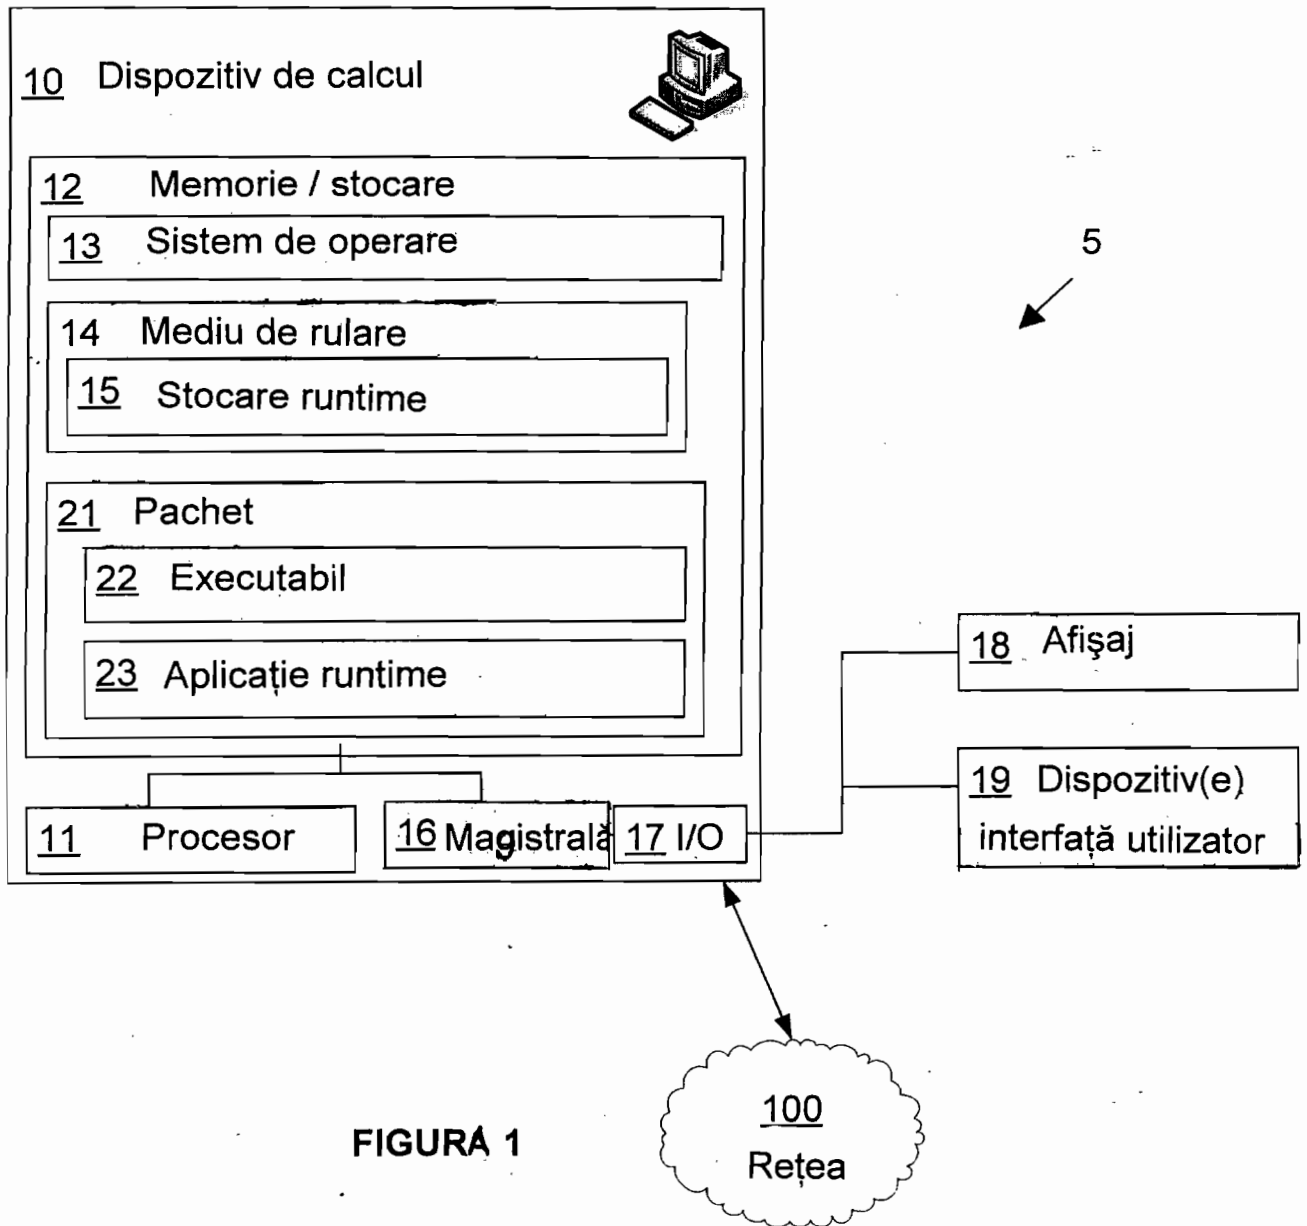 10 Dispozitiv de calcul
12 Memorie / stocare
13 Sistem de operare
14 Mediu de rulare
15 Stocare runtime
21 Pachet
22 Executabil
23 Aplicație runtime
11 Procesor
16 Magistrală
17 I/O
5
18 Afişaj
19 Dispozitiv(e)
interfață utilizator
100
Rețea
FIGURA 1